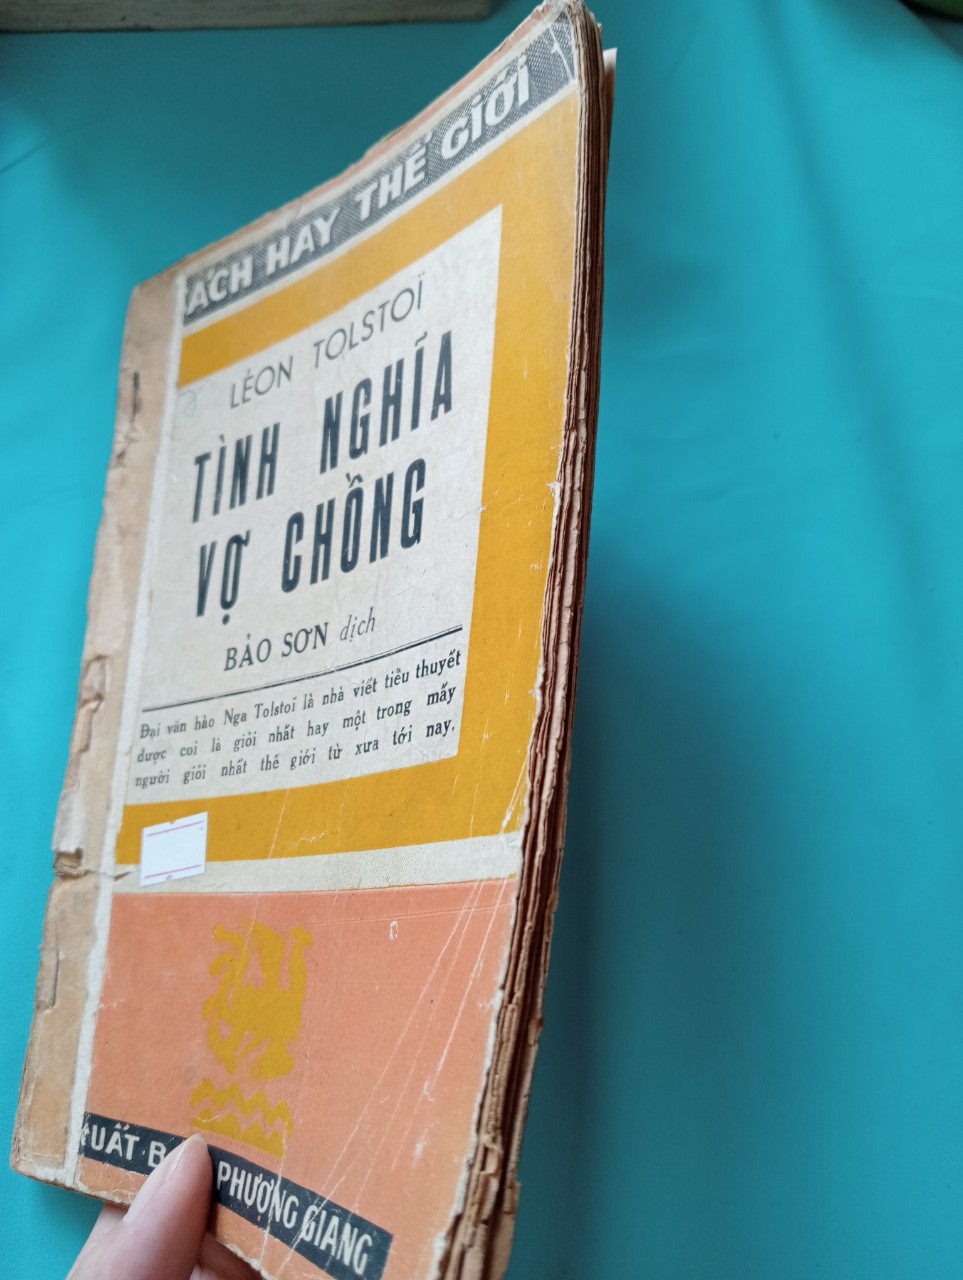 ÁCH HAY THẾ GIỚI
LÉON TOLSTOÏ
TÌNH NGHĨA
VỢ CHỒNG
BẢO SƠN dịch
Đại văn hào Nga Tolstoï là nhà viết tiểu thuyết
được coi là giỏi nhất hay một trong mấy
người giỏi nhất thế giới từ xưa tới nay.
UẤT B PHƯỢNG GIANG